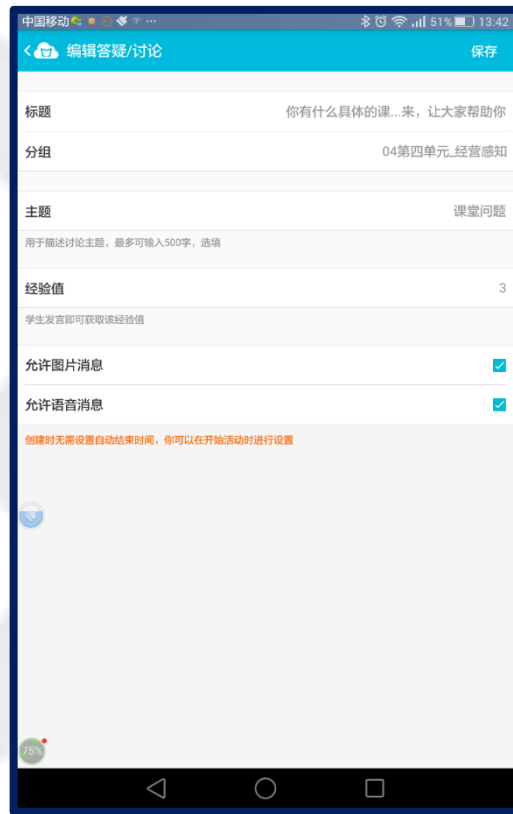 中国移动 ... 51% 13:42
编辑答疑/讨论 保存
标题 你有什么具体的课...来，让大家帮助你
分组 04第四单元_经营感知
主题 课堂问题
用于描述讨论主题，最多可输入500字，选填
经验值 3
学生发言即可获取该经验值
允许图片消息
允许语音消息
创建时无需设置自动结束时间，你可以在开始活动时进行设置
75%